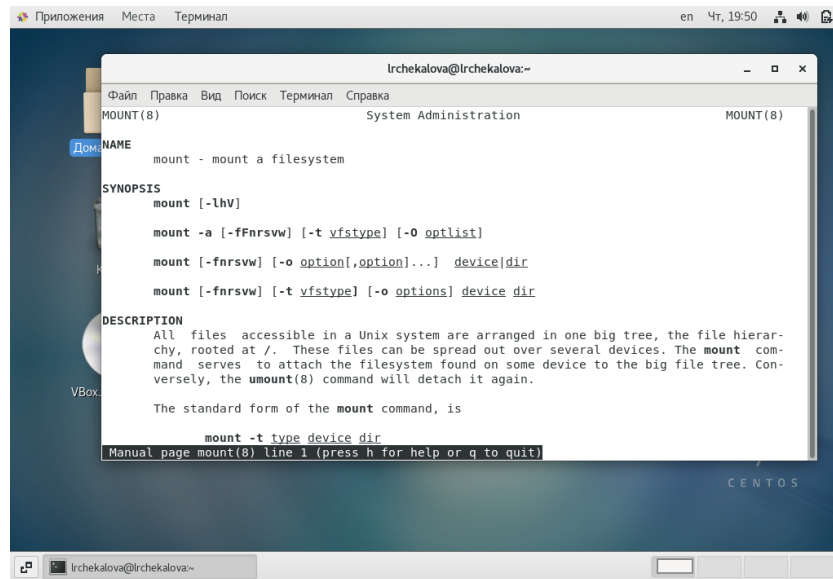 Приложения Места Терминал en Чт, 19:50
lrchekalova@lrchekalova:~
Файл Правка Вид Поиск Терминал Справка
MOUNT(8) System Administration MOUNT(8)
NAME
mount - mount a filesystem
SYNOPSIS
mount [-lhV]
mount -a [-fFnrsvw] [-t vfstype] [-O optlist]
mount [-fnrsvw] [-o option[,option]...] device|dir
mount [-fnrsvw] [-t vfstype] [-o options] device dir
DESCRIPTION
All files accessible in a Unix system are arranged in one big tree, the file hierar-
chy, rooted at /. These files can be spread out over several devices. The mount com-
mand serves to attach the filesystem found on some device to the big file tree. Con-
versely, the umount(8) command will detach it again.
The standard form of the mount command, is
mount -t type device dir
Manual page mount(8) line 1 (press h for help or q to quit)
Дома
VBox.
CENTOS
lrchekalova@lrchekalova:~